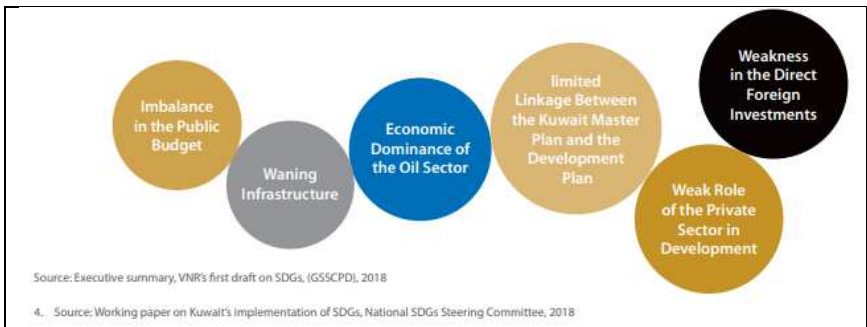 Imbalance
in the Public
Budget
Waning
Infrastructure
Economic
Dominance of
the Oil Sector
limited
Linkage Between
the Kuwait Master
Plan and the
Development
Plan
Weak Role
of the Private
Sector in
Development
Weakness
in the Direct
Foreign
Investments
Source: Executive summary, VNR's first draft on SDGs, (GSSCPD), 2018
4. Source: Working paper on Kuwait's implementation of SDGs, National SDGs Steering Committee, 2018